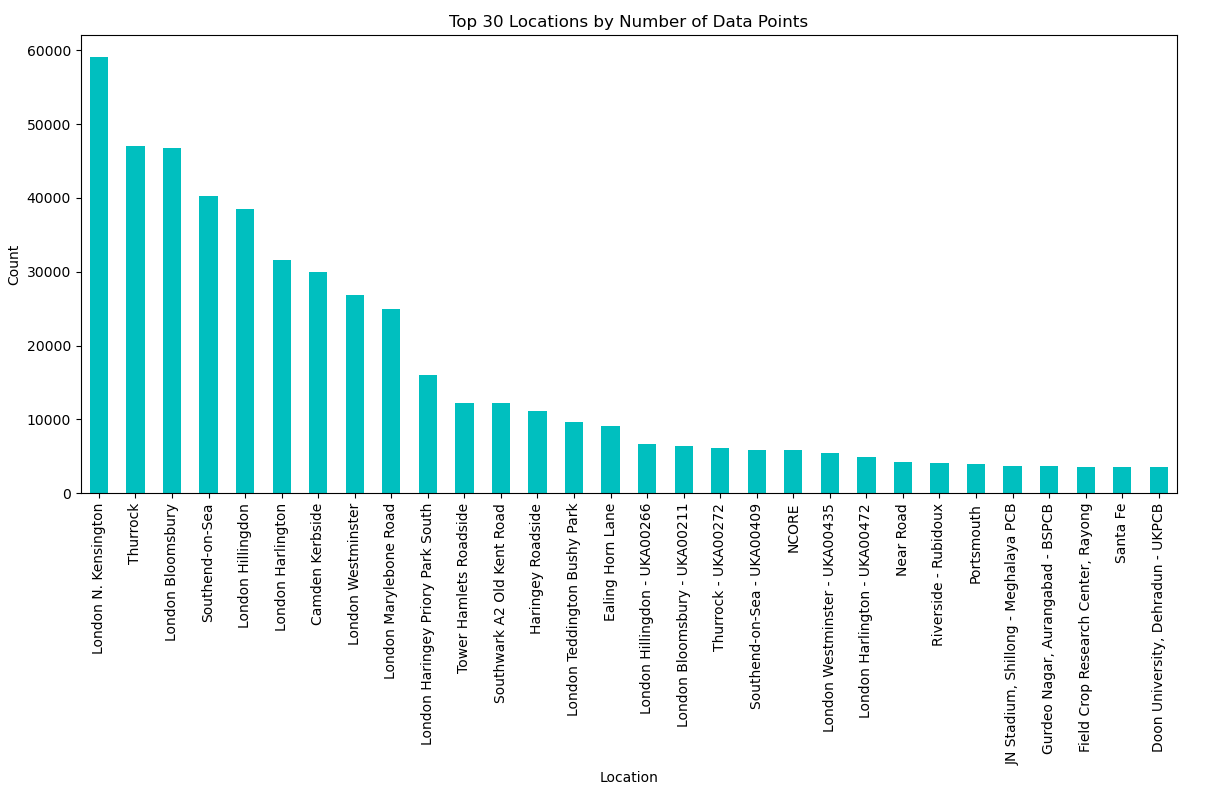 Top 30 Locations by Number of Data Points
Count
60000
50000
40000
30000
20000
10000
0
London N. Kensington
Thurrock
London Bloomsbury
Southend-on-Sea
London Hillingdon
London Harlington
Camden Kerbside
London Westminster
London Marylebone Road
London Haringey Priory Park South
Tower Hamlets Roadside
Southwark A2 Old Kent Road
Haringey Roadside
London Teddington Bushy Park
Ealing Horn Lane
London Hillingdon - UKA00266
London Bloomsbury - UKA00211
Thurrock - UKA00272
Southend-on-Sea - UKA00409
NCORE
London Westminster - UKA00435
London Harlington - UKA00472
Near Road
Riverside - Rubidoux
Portsmouth
JN Stadium, Shillong - Meghalaya PCB
Gurdeo Nagar, Aurangabad - BSPCB
Field Crop Research Center, Rayong
Santa Fe
Doon University, Dehradun - UKPCB
Location